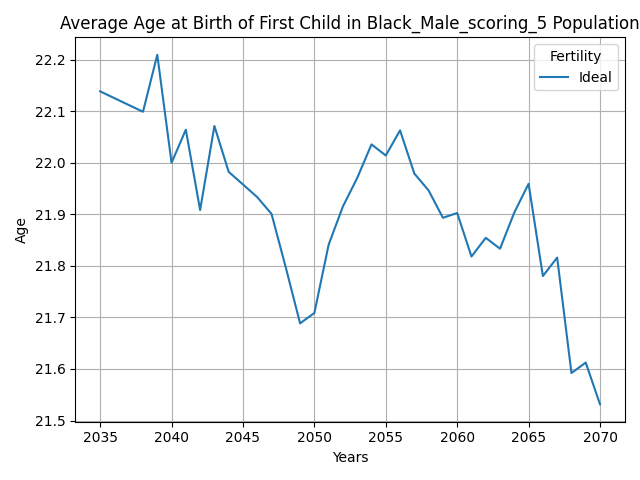 Average Age at Birth of First Child in Black_Male_scoring_5 Population
Fertility
Ideal
22.2
22.1
22.0
21.9
21.8
21.7
21.6
21.5
Age
2035 2040 2045 2050 2055 2060 2065 2070
Years